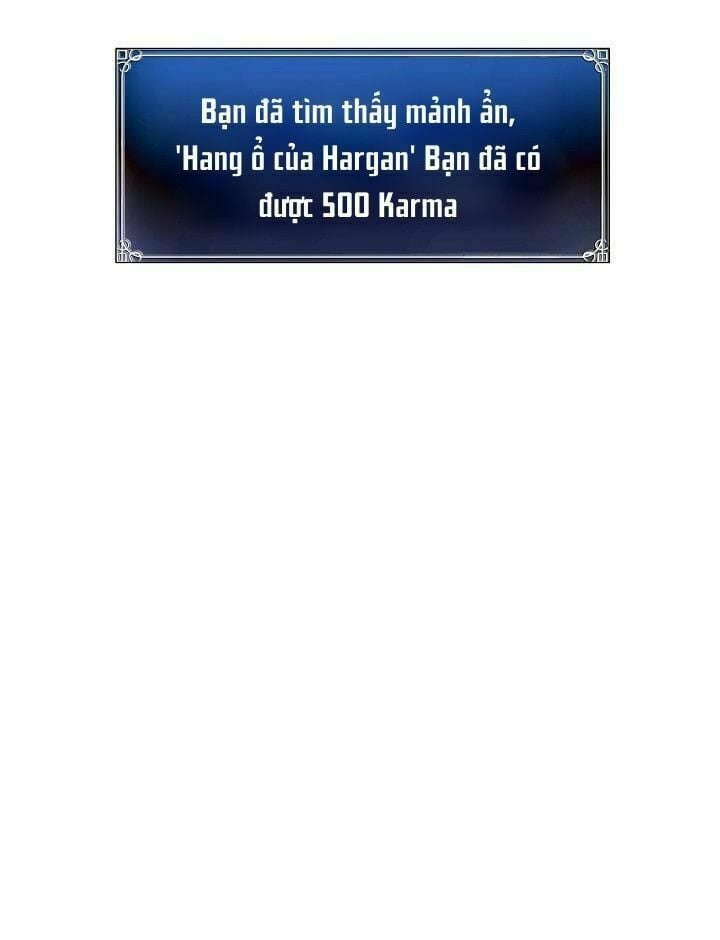 Bạn đã tìm thấy mảnh ẩn,
'Hang ổ của Hargan' Bạn đã có
được 500 Karma